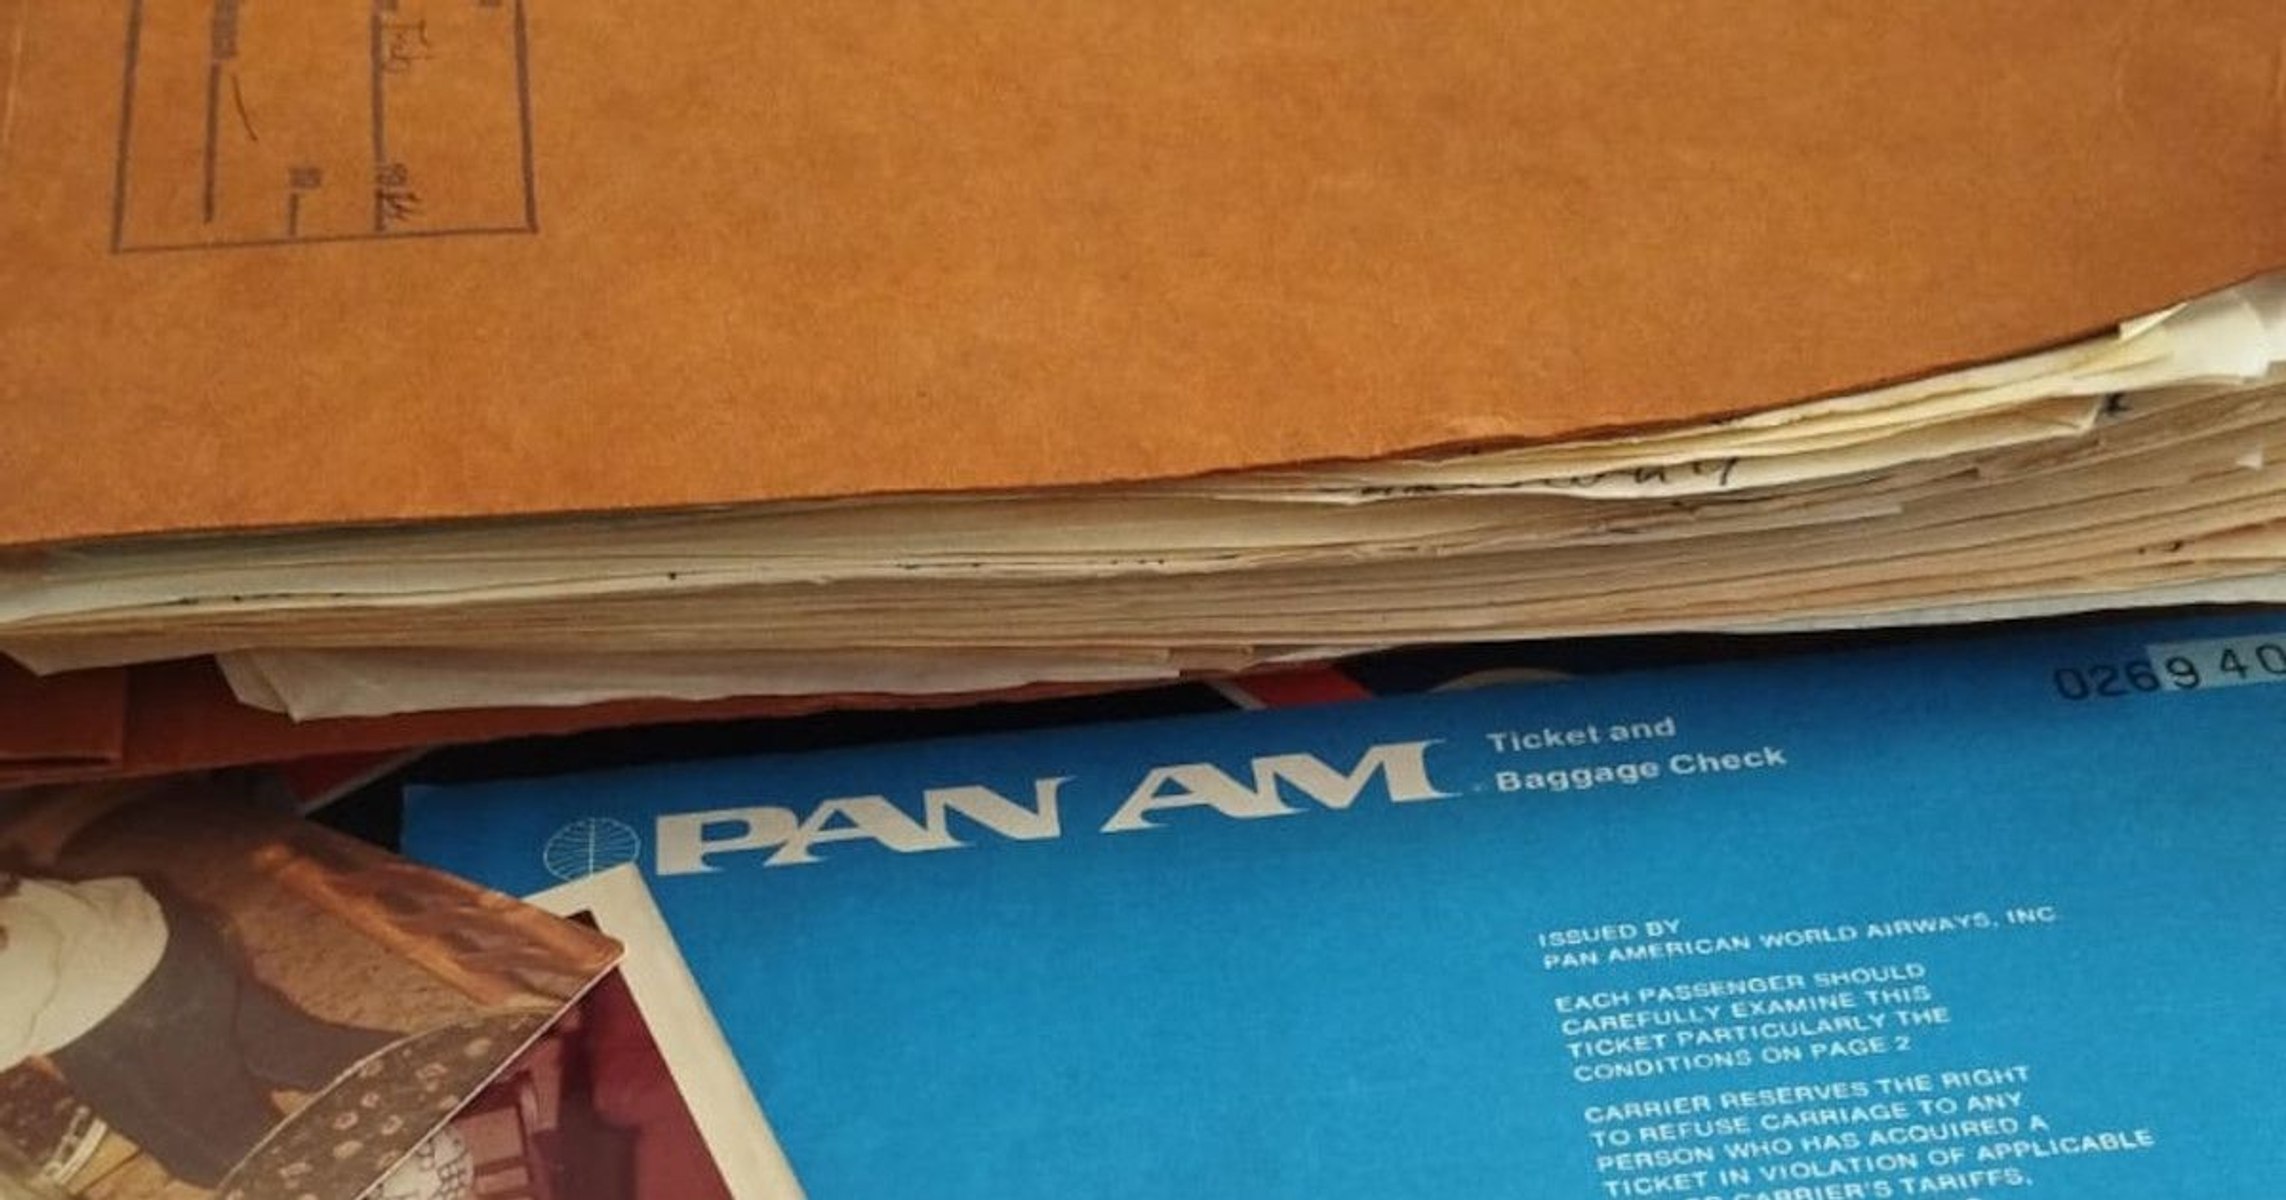 0269 40
PAN AM
Ticket and
Baggage Check
ISSUED BY
PAN AMERICAN WORLD AIRWAYS, INC
EACH PASSENGER SHOULD
CAREFULLY EXAMINE THIS
TICKET PARTICULARLY THE
CONDITIONS ON PAGE 2
CARRIER RESERVES THE RIGHT
TO REFUSE CARRIAGE TO ANY
PERSON WHO HAS ACQUIRED A
TICKET IN VIOLATION OF APPLICABLE
CARRIER'S TARIFFS,